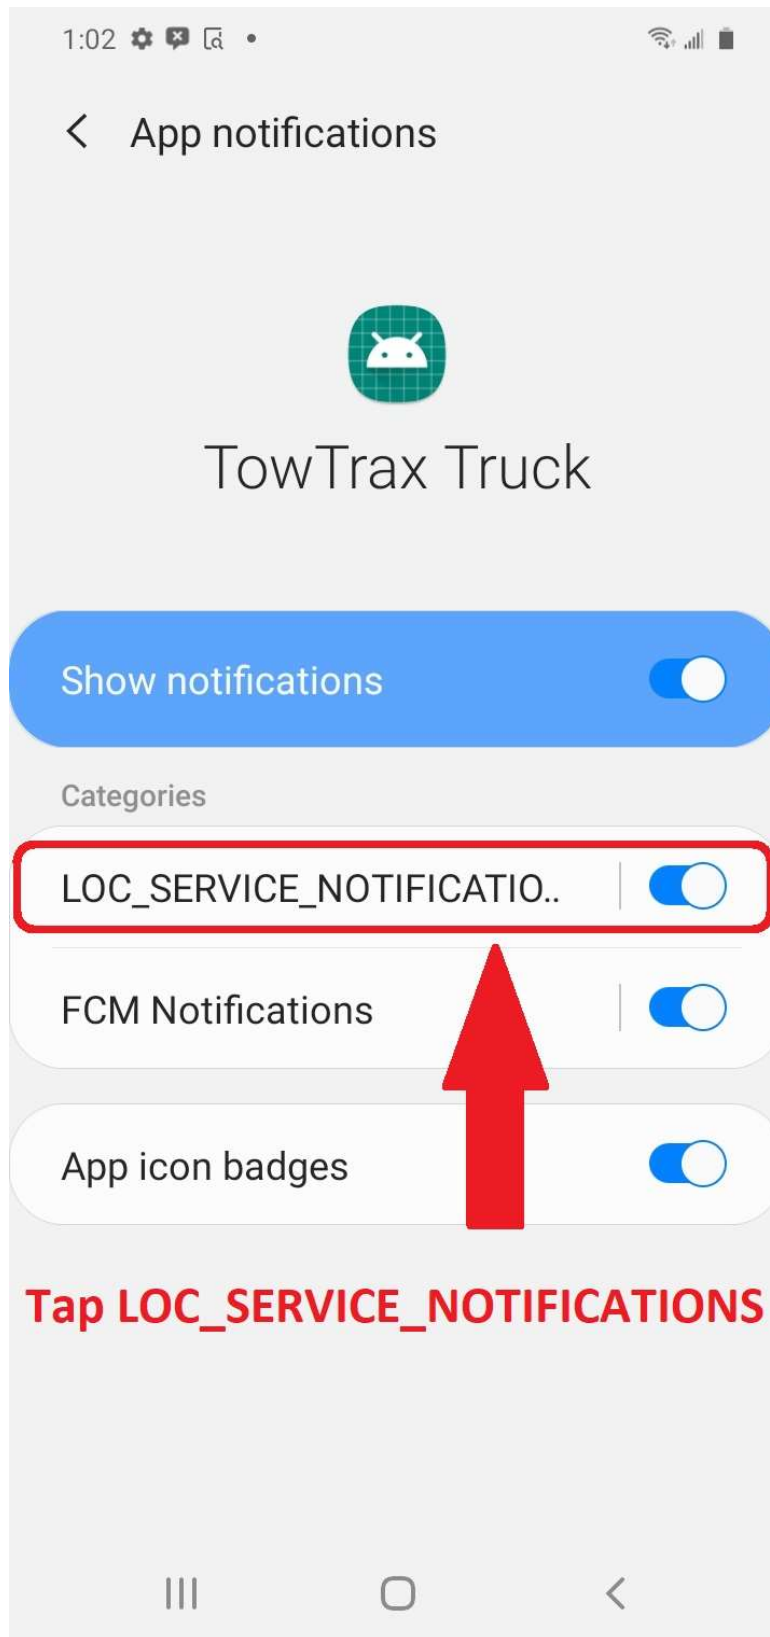 1:02
App notifications
TowTrax Truck
Show notifications
Categories
LOC_SERVICE_NOTIFICATIO..
FCM Notifications
App icon badges
Tap LOC_SERVICE_NOTIFICATIONS